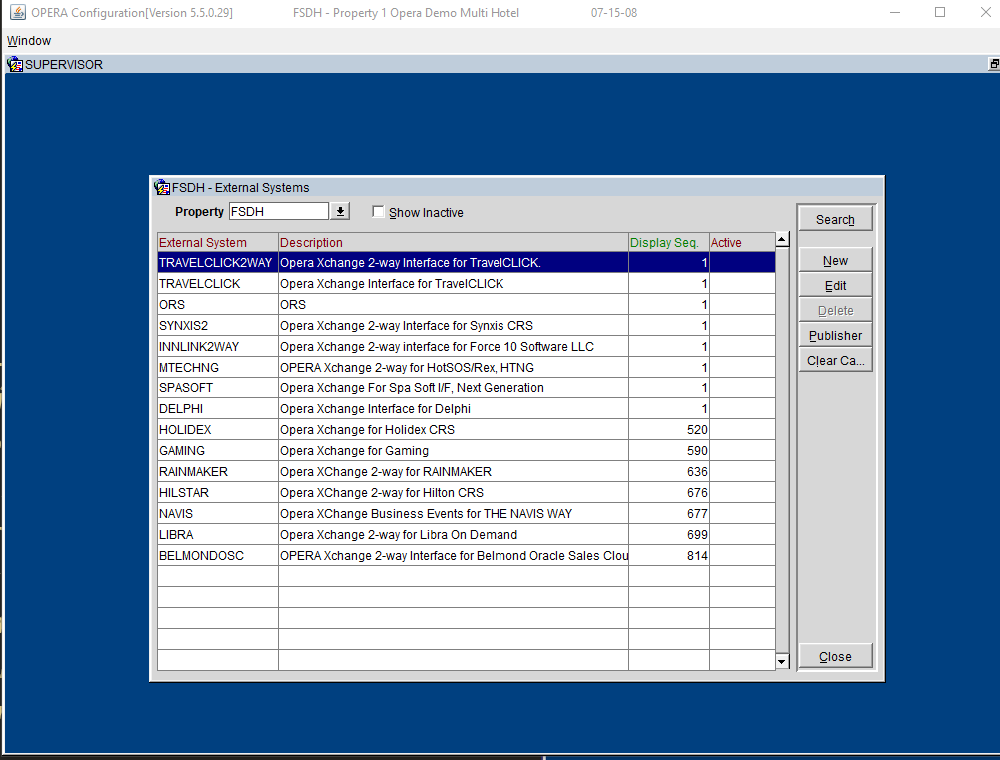 OPERA Configuration[Version 5.5.0.29] FSDH - Property 1 Opera Demo Multi Hotel 07-15-08
Window
SUPERVISOR
FSDH - External Systems
Property FSDH Show Inactive
Search
External System Description Display Seq. Active
TRAVELCLICK2WAY Opera Xchange 2-way Interface for TravelCLICK. 1
New
TRAVELCLICK Opera Xchange Interface for TravelCLICK 1
Edit
ORS ORS 1
Delete
SYNXIS2 Opera Xchange 2-way Interface for Synxis CRS 1
Publisher
INNLINK2WAY Opera Xchange 2-way interface for Force 10 Software LLC 1
Clear Ca...
MTECHNG OPERA Xchange 2-way for HotSOS/Rex, HTNG 1
SPASOFT Opera Xchange For Spa Soft I/F, Next Generation 1
DELPHI Opera Xchange Interface for Delphi 1
HOLIDEX Opera Xchange for Holidex CRS 520
GAMING Opera Xchange for Gaming 590
RAINMAKER Opera XChange 2-way for RAINMAKER 636
HILSTAR Opera XChange 2-way for Hilton CRS 676
NAVIS Opera XChange Business Events for THE NAVIS WAY 677
LIBRA Opera Xchange 2-way for Libra On Demand 699
BELMONDOSC OPERA Xchange 2-way Interface for Belmond Oracle Sales Clou 814
Close